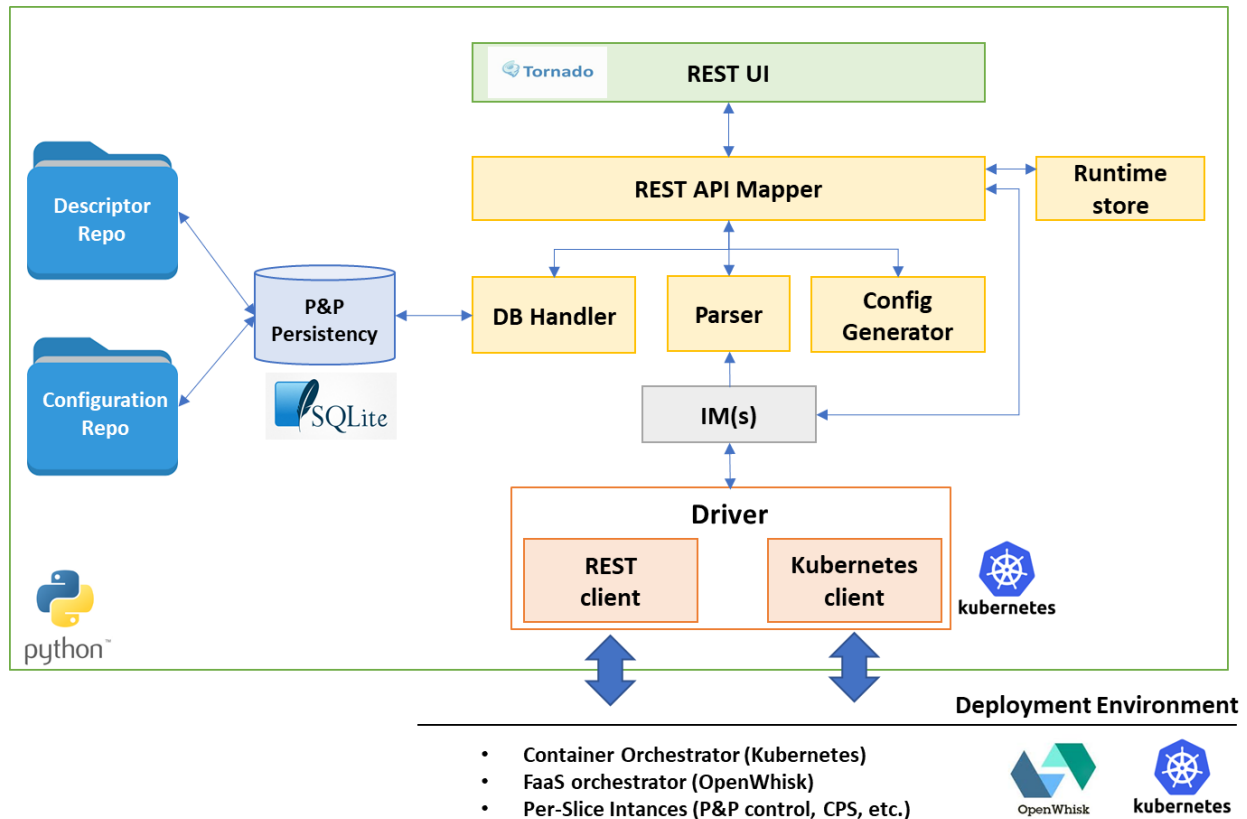 Tornado
REST UI
REST API Mapper
Runtime
store
Descriptor
Repo
P&P
Persistency
DB Handler
Parser
Config
Generator
Configuration
Repo
SQLite
IM(s)
Driver
REST
client
Kubernetes
client
kubernetes
python™
Deployment Environment
• Container Orchestrator (Kubernetes)
• FaaS orchestrator (OpenWhisk)
• Per-Slice Intances (P&P control, CPS, etc.)
OpenWhisk
kubernetes